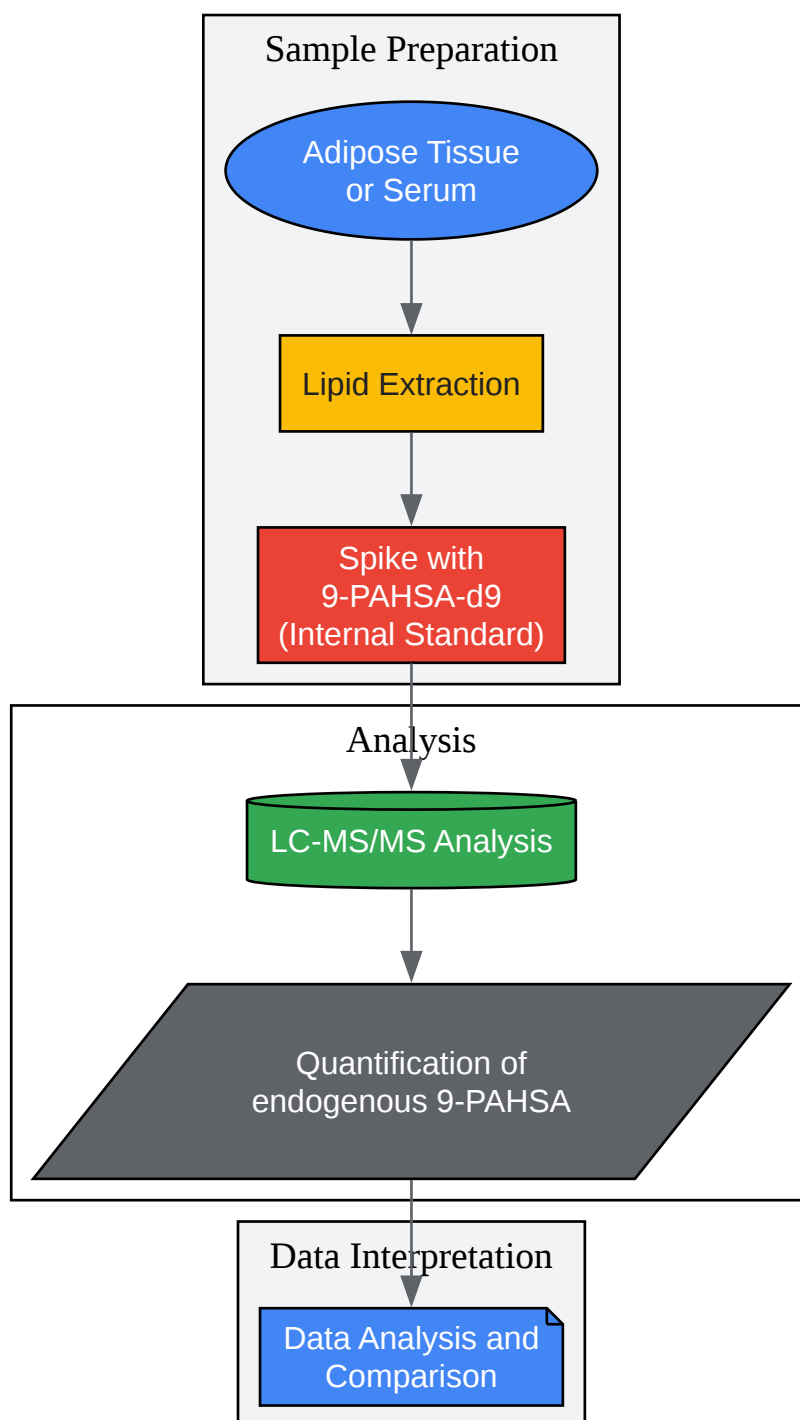 Sample Preparation
Adipose Tissue
or Serum
Lipid Extraction
Spike with
9-PAHSA-d9
(Internal Standard)
Analysis
LC-MS/MS Analysis
Quantification of
endogenous 9-PAHSA
Data Interpretation
Data Analysis and
Comparison